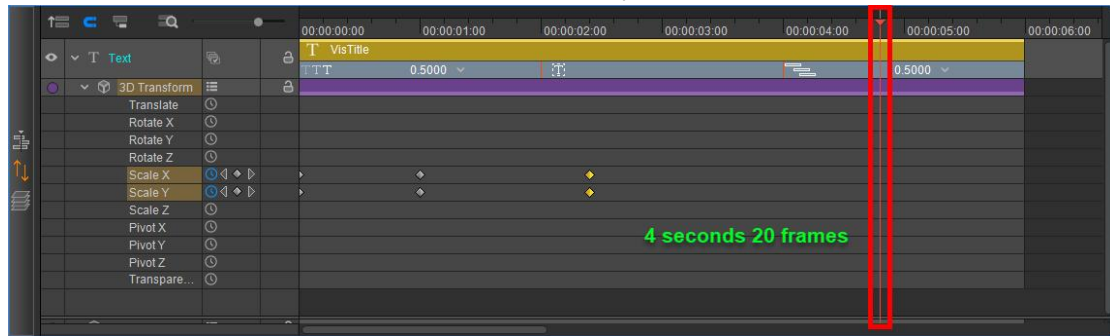 00:00:00:00 00:00:01:00 00:00:02:00 00:00:03:00 00:00:04:00 00:00:05:00 00:00:06:00
T Text T VisTitle
TTT 0.5000 T 0.5000
3D Transform
Translate
Rotate X
Rotate Y
Rotate Z
Scale X
Scale Y
Scale Z
Pivot X
Pivot Y
4 seconds 20 frames
Pivot Z
Transpare...